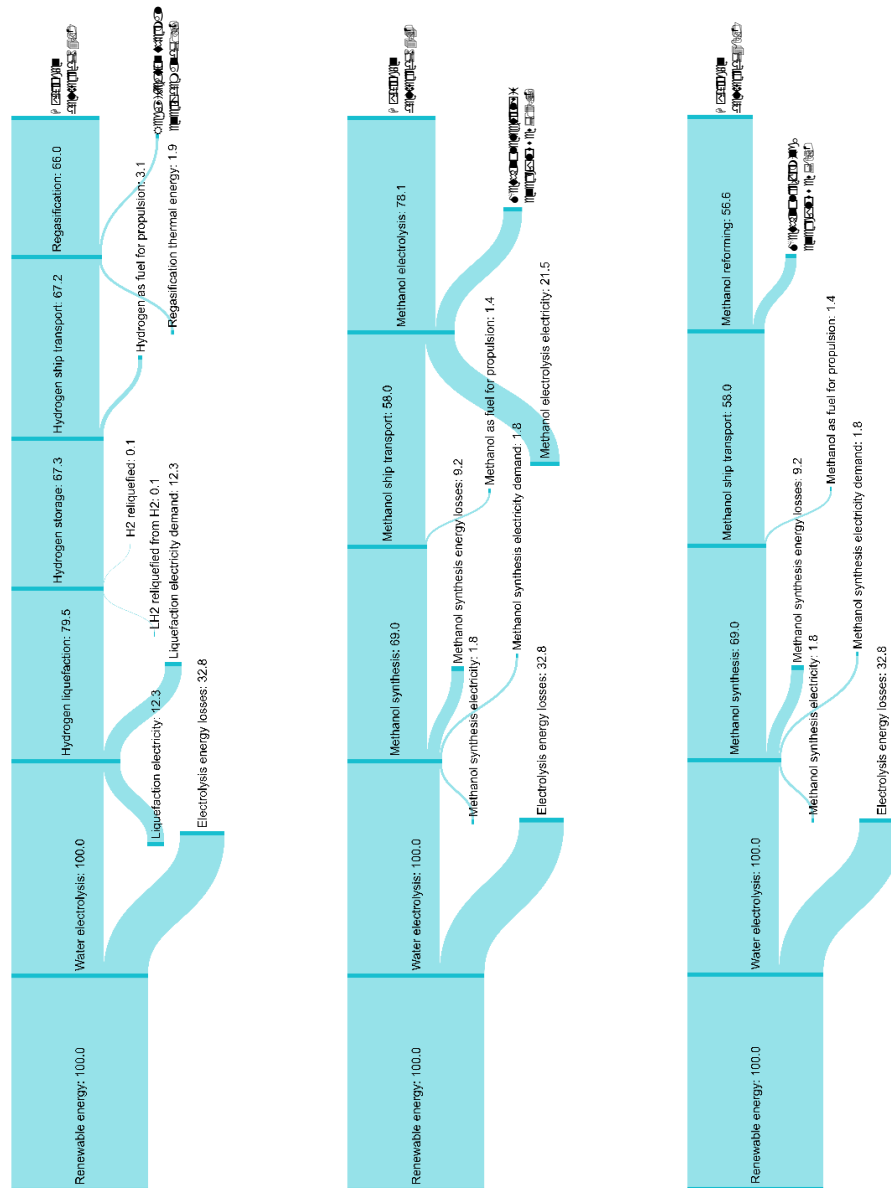 Renewable energy: 100.0
Water electrolysis: 100.0
Electrolysis energy losses: 32.8
Liquefaction electricity: 12.3
Hydrogen liquefaction: 79.5
Liquefaction electricity demand: 12.3
LH2 reliquefied from H2: 0.1
H2 reliquefied: 0.1
Hydrogen storage: 67.3
Hydrogen ship transport: 67.2
Hydrogen as fuel for propulsion: 3.1
Regasification thermal energy: 1.9
Regasification: 66.0
Renewable energy: 100.0
Water electrolysis: 100.0
Electrolysis energy losses: 32.8
Methanol synthesis electricity: 1.8
Methanol synthesis: 69.0
Methanol synthesis energy losses: 9.2
Methanol synthesis electricity demand: 1.8
Methanol ship transport: 58.0
Methanol as fuel for propulsion: 1.4
Methanol electrolysis electricity: 21.5
Methanol electrolysis: 78.1
Renewable energy: 100.0
Water electrolysis: 100.0
Electrolysis energy losses: 32.8
Methanol synthesis electricity: 1.8
Methanol synthesis: 69.0
Methanol synthesis energy losses: 9.2
Methanol synthesis electricity demand: 1.8
Methanol ship transport: 58.0
Methanol as fuel for propulsion: 1.4
Methanol reforming: 56.6